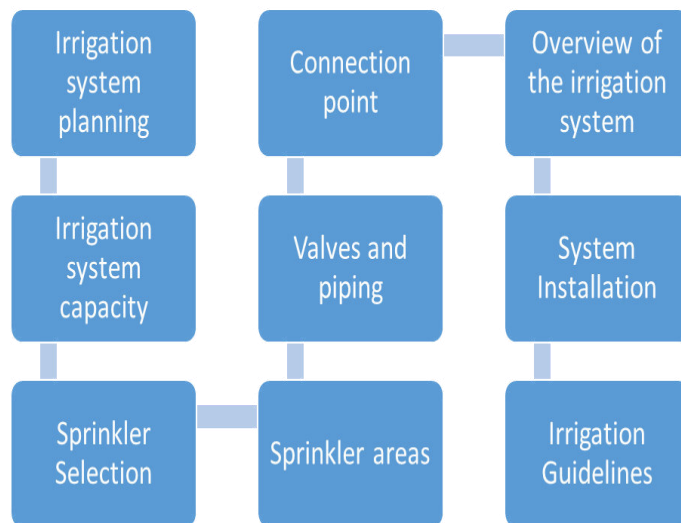 Irrigation
system
planning
Irrigation
system
capacity
Sprinkler
Selection
Sprinkler areas
Valves and
piping
Connection
point
Overview of
the irrigation
system
System
Installation
Irrigation
Guidelines